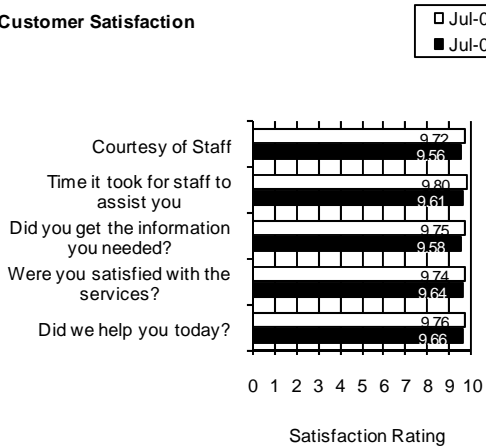 Customer Satisfaction
Jul-0
Jul-0
Courtesy of Staff
9.72
9.56
Time it took for staff to
assist you
9.80
9.61
Did you get the information
you needed?
9.75
9.58
Were you satisfied with the
services?
9.74
9.64
Did we help you today?
9.76
9.66
0 1 2 3 4 5 6 7 8 9 10
Satisfaction Rating